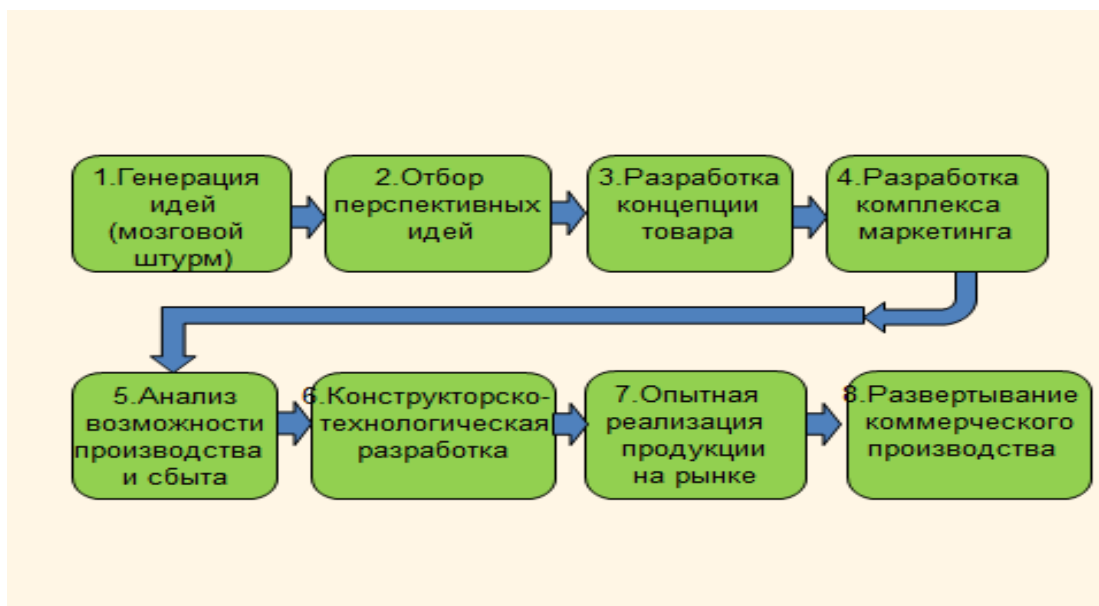 1.Генерация
идей
(мозговой
штурм)
2.Отбор
перспективных
идей
3.Разработка
концепции
товара
4.Разработка
комплекса
маркетинга
5.Анализ
возможности
производства
и сбыта
6.Конструкторско-
технологическая
разработка
7.Опытная
реализация
продукции
на рынке
8.Развертывание
коммерческого
производства